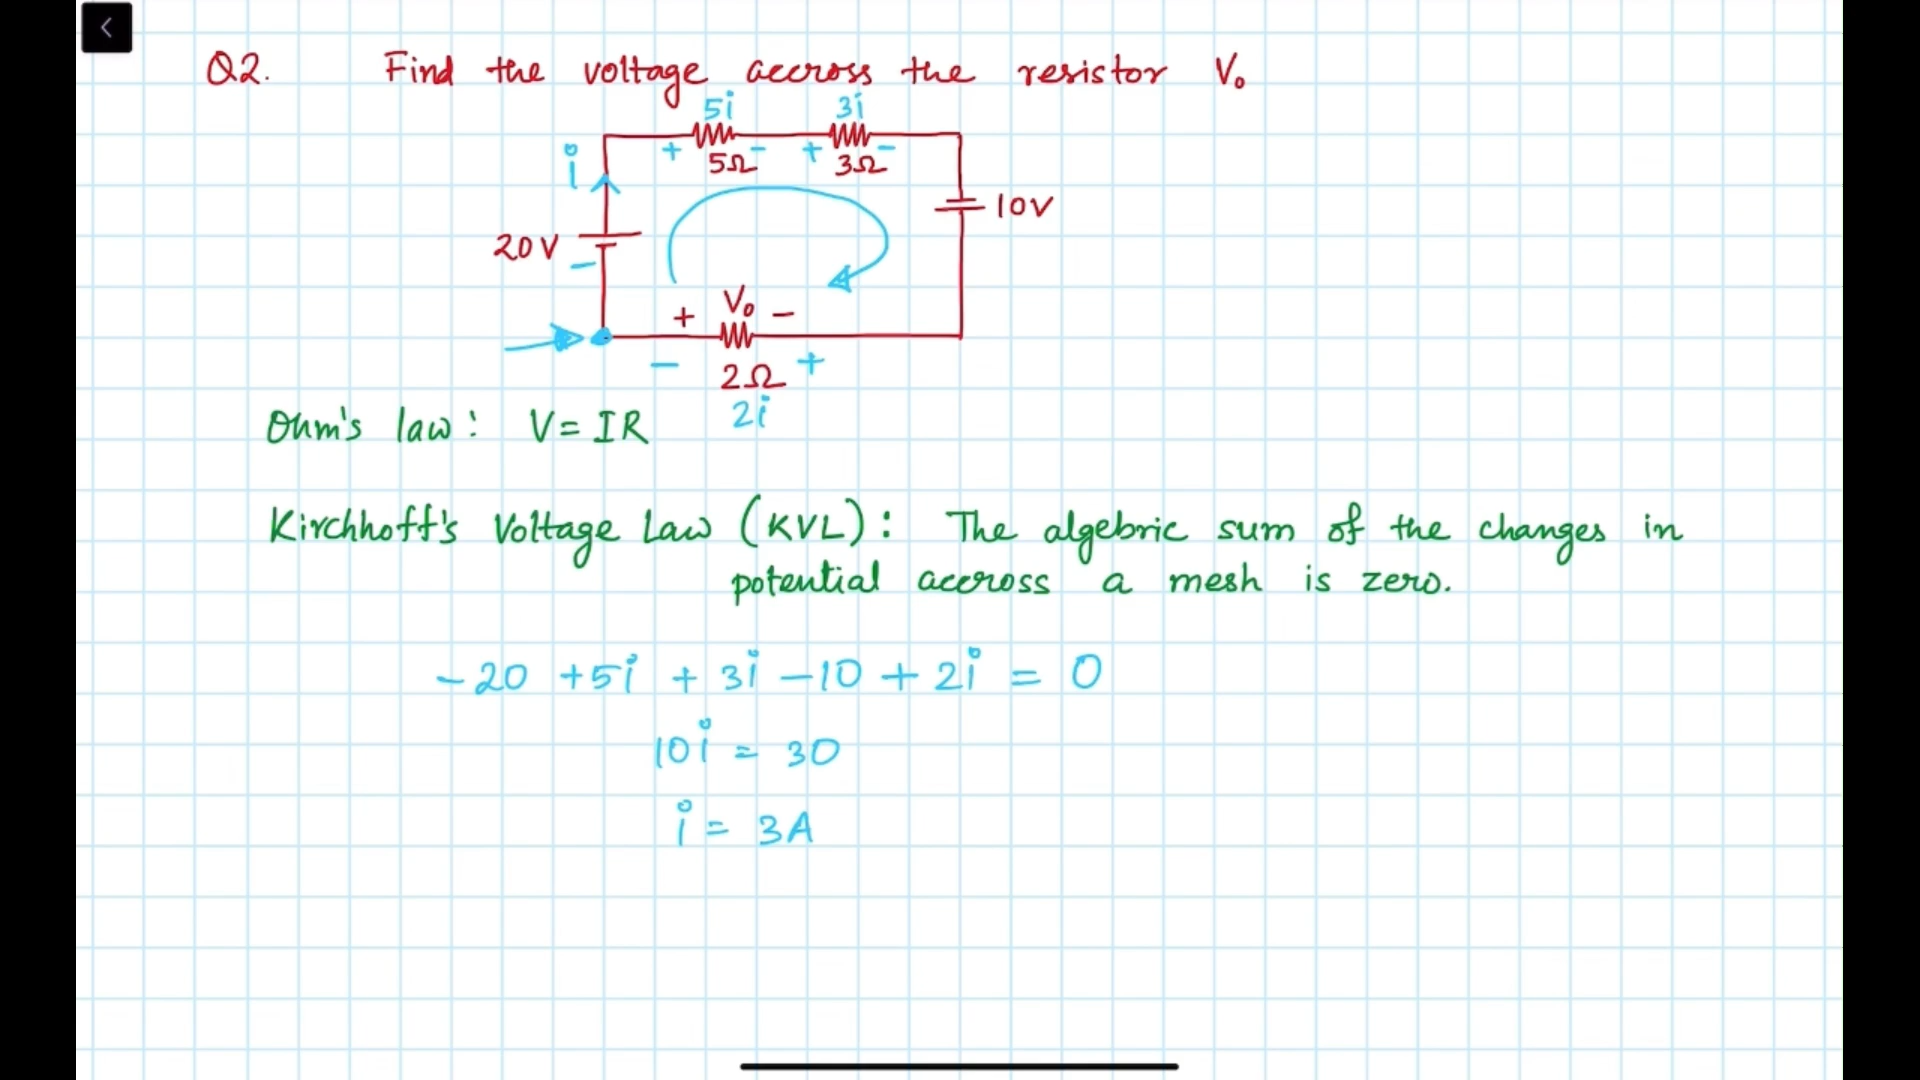 Q2. Find the voltage accross the resistor V₀
5i 3i
i + - + -
5Ω 3Ω
10V
20V
-
+ V₀ -
- 2Ω +
2i
Ohm's law: V = IR
Kirchhoff's Voltage Law (KVL): The algebric sum of the changes in
potential accross a mesh is zero.
-20 +5i + 3i -10 + 2i = 0
10i = 30
i = 3A